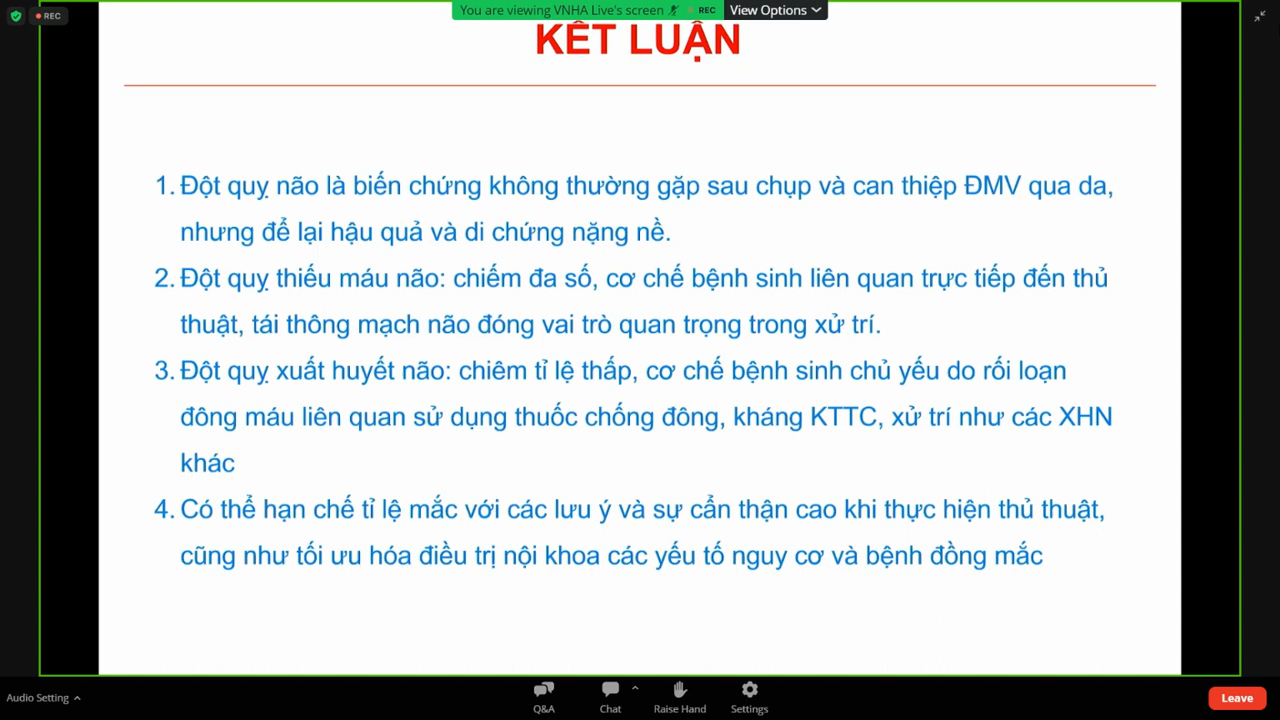 You are viewing VNHA Live's screen
REC
View Options
REC
KẾT LUẬN
1. Đột quỵ não là biến chứng không thường gặp sau chụp và can thiệp ĐMV qua da,
nhưng để lại hậu quả và di chứng nặng nề.
2. Đột quỵ thiếu máu não: chiếm đa số, cơ chế bệnh sinh liên quan trực tiếp đến thủ
thuật, tái thông mạch não đóng vai trò quan trọng trong xử trí.
3. Đột quỵ xuất huyết não: chiêm tỉ lệ thấp, cơ chế bệnh sinh chủ yếu do rối loạn
đông máu liên quan sử dụng thuốc chống đông, kháng KTTC, xử trí như các XHN
khác
4. Có thể hạn chế tỉ lệ mắc với các lưu ý và sự cẩn thận cao khi thực hiện thủ thuật,
cũng như tối ưu hóa điều trị nội khoa các yếu tố nguy cơ và bệnh đồng mắc
Audio Setting
Q&A
Chat
Raise Hand
Settings
Leave